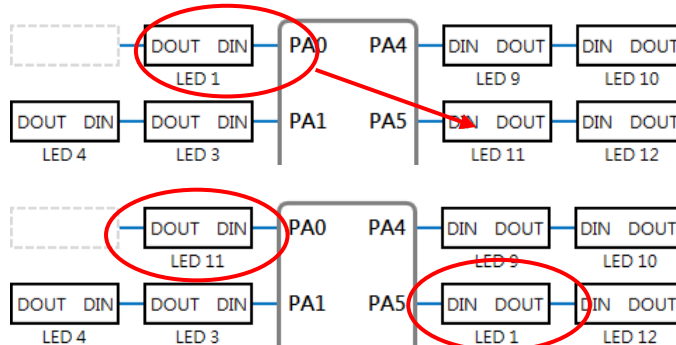 DOUT DIN PA0 PA4 DIN DOUT DIN DOUT
LED 1 LED 9 LED 10
DOUT DIN DOUT DIN PA1 PA5 DIN DOUT DIN DOUT
LED 4 LED 3 LED 11 LED 12
DOUT DIN PA0 PA4 DIN DOUT DIN DOUT
LED 11 LED 9 LED 10
DOUT DIN DOUT DIN PA1 PA5 DIN DOUT DIN DOUT
LED 4 LED 3 LED 1 LED 12